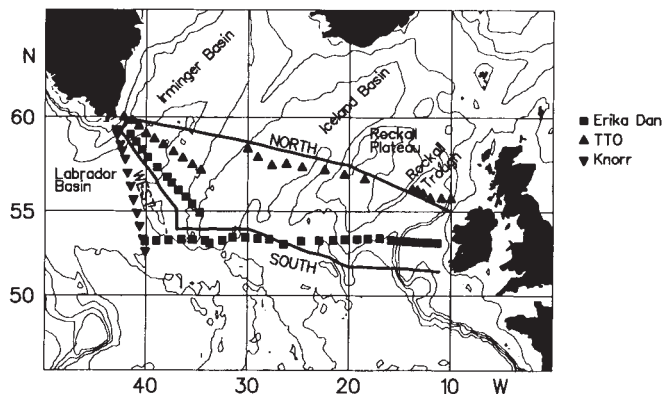 N
60
55
50
40
30
20
10
W
Irminger Basin
Iceland Basin
NORTH
Rockall
Plateau
Rockall
Trough
Labrador
Basin
WEST
SOUTH
Erika Dan
TTO
Knorr